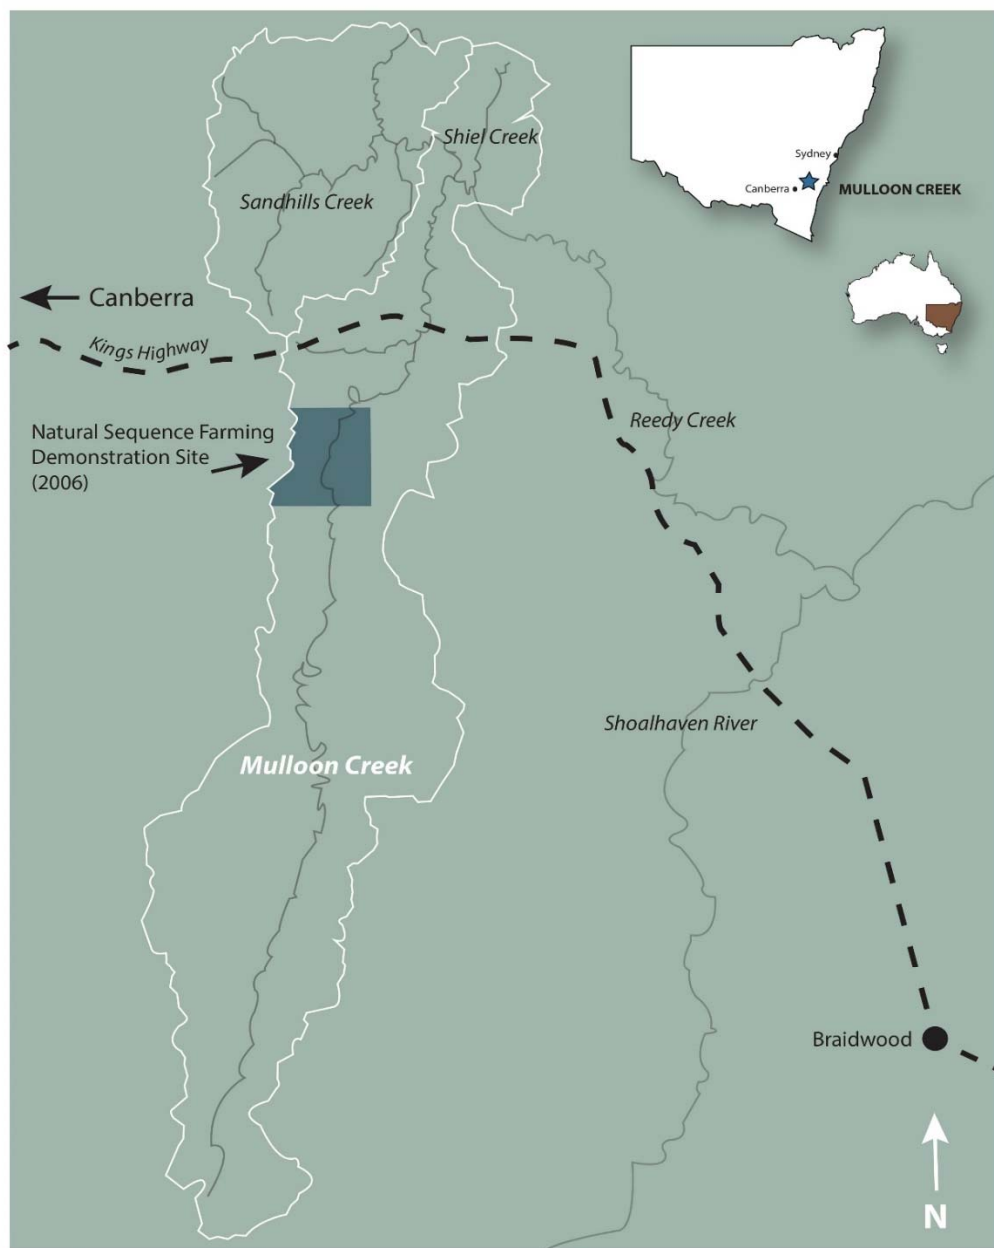 Shiel Creek
Sandhills Creek
Sydney
Canberra
MULLOON CREEK
Canberra
Kings Highway
Reedy Creek
Natural Sequence Farming
Demonstration Site
(2006)
Shoalhaven River
Mulloon Creek
Braidwood
N